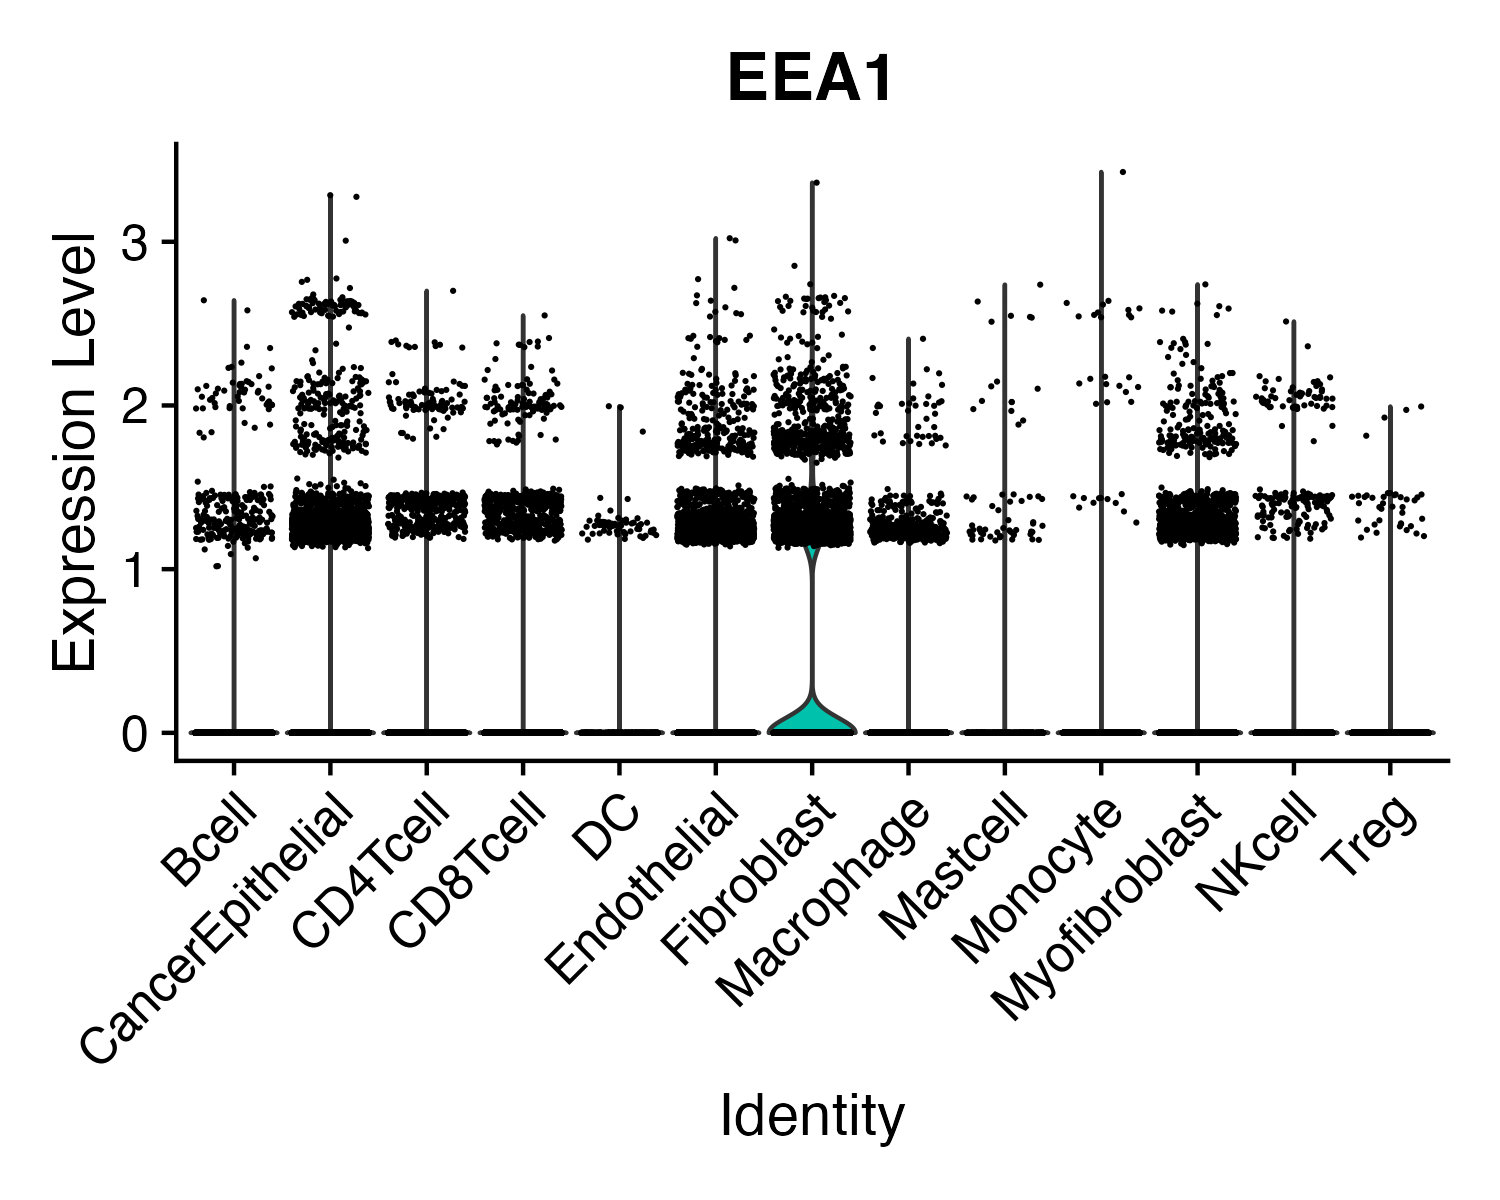 EEA1
Expression Level
3
2
1
0
Bcell
CancerEpithelial
CD4Tcell
CD8Tcell
DC
Endothelial
Fibroblast
Macrophage
Mastcell
Monocyte
Myofibroblast
NKcell
Treg
Identity